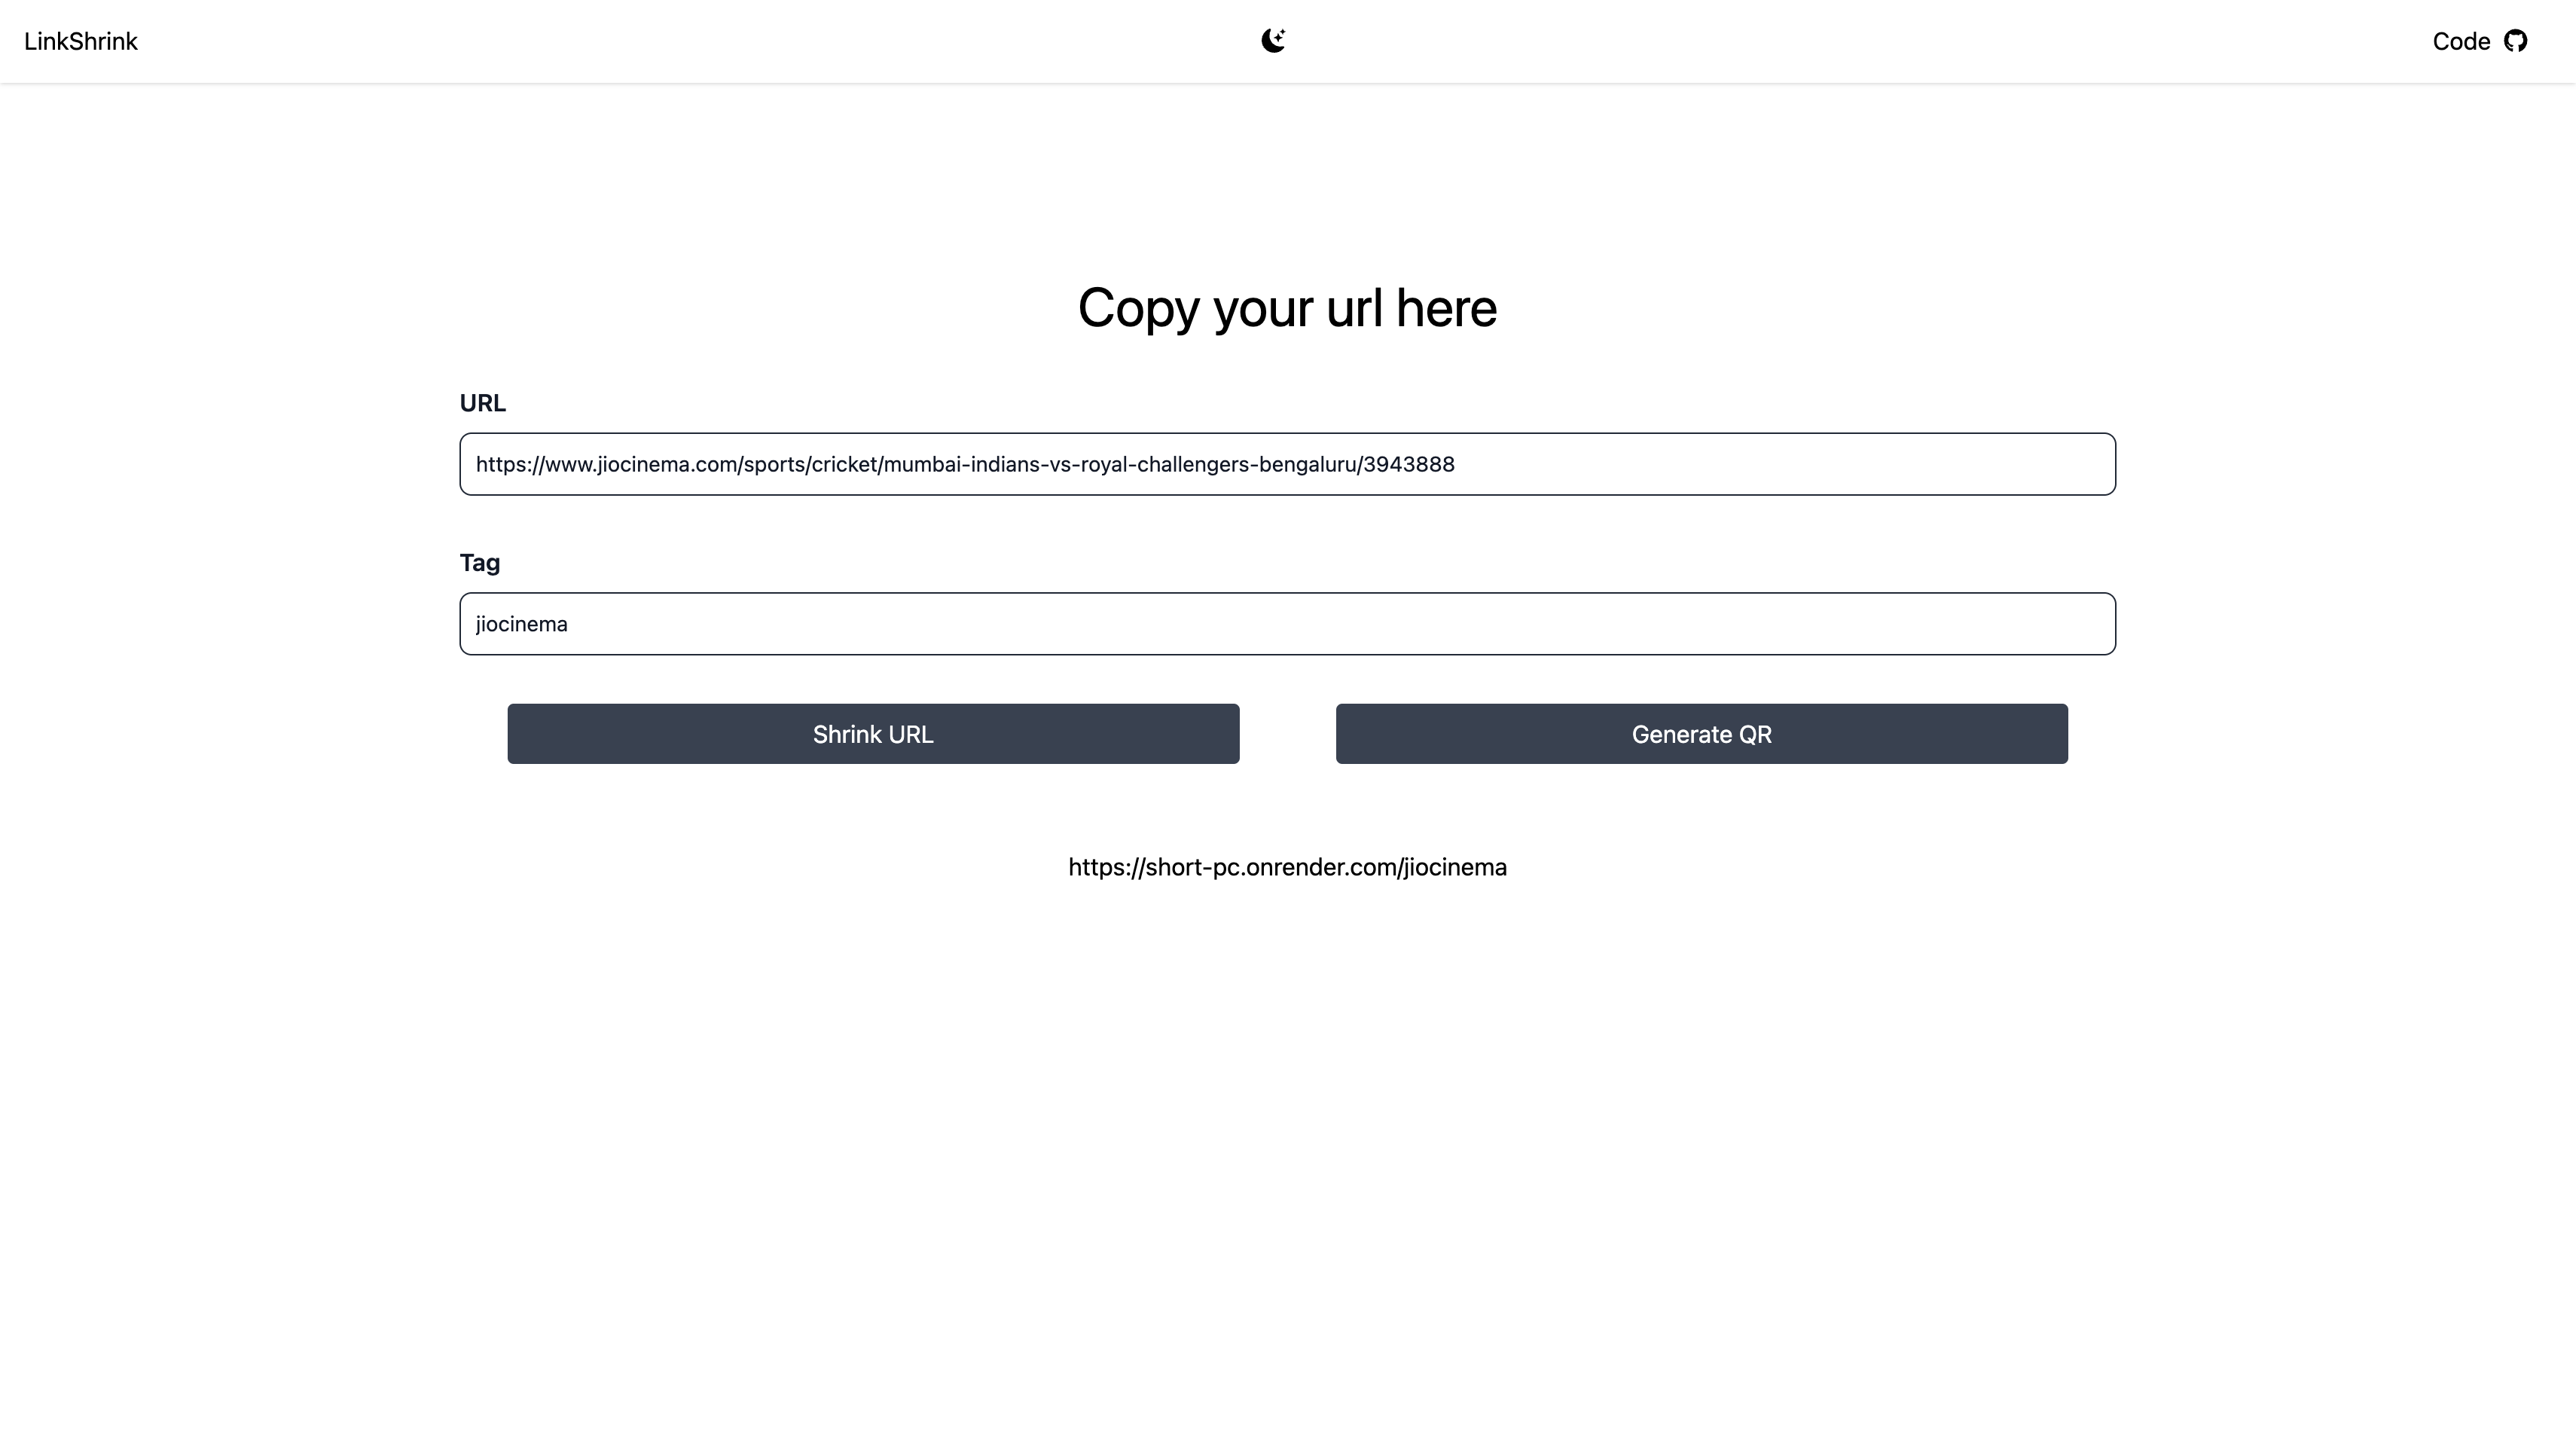 LinkShrink
Code
Copy your url here
URL
https://www.jiocinema.com/sports/cricket/mumbai-indians-vs-royal-challengers-bengaluru/3943888
Tag
jiocinema
Shrink URL
Generate QR
https://short-pc.onrender.com/jiocinema